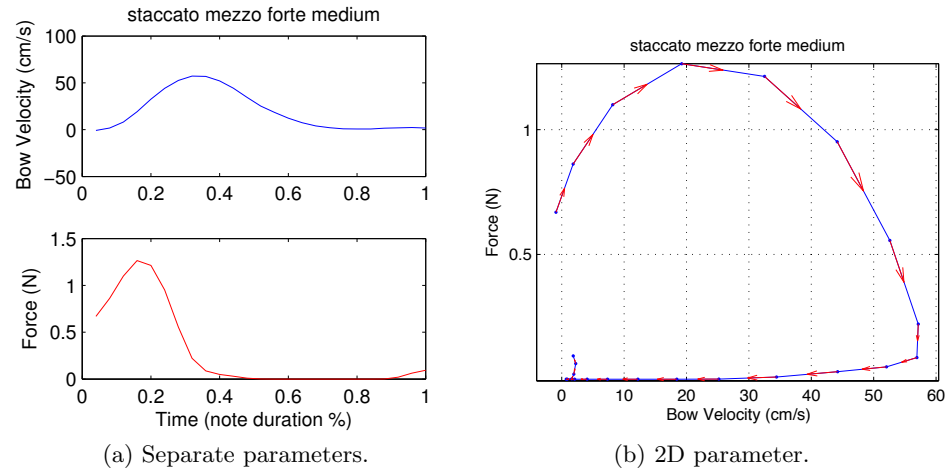 staccato mezzo forte medium
100
50
0
−50
Bow Velocity (cm/s)
0 0.2 0.4 0.6 0.8 1
1.5
1
0.5
0
Force (N)
0 0.2 0.4 0.6 0.8 1
Time (note duration %)
(a) Separate parameters.
staccato mezzo forte medium
1
0.5
Force (N)
0 10 20 30 40 50 60
Bow Velocity (cm/s)
(b) 2D parameter.